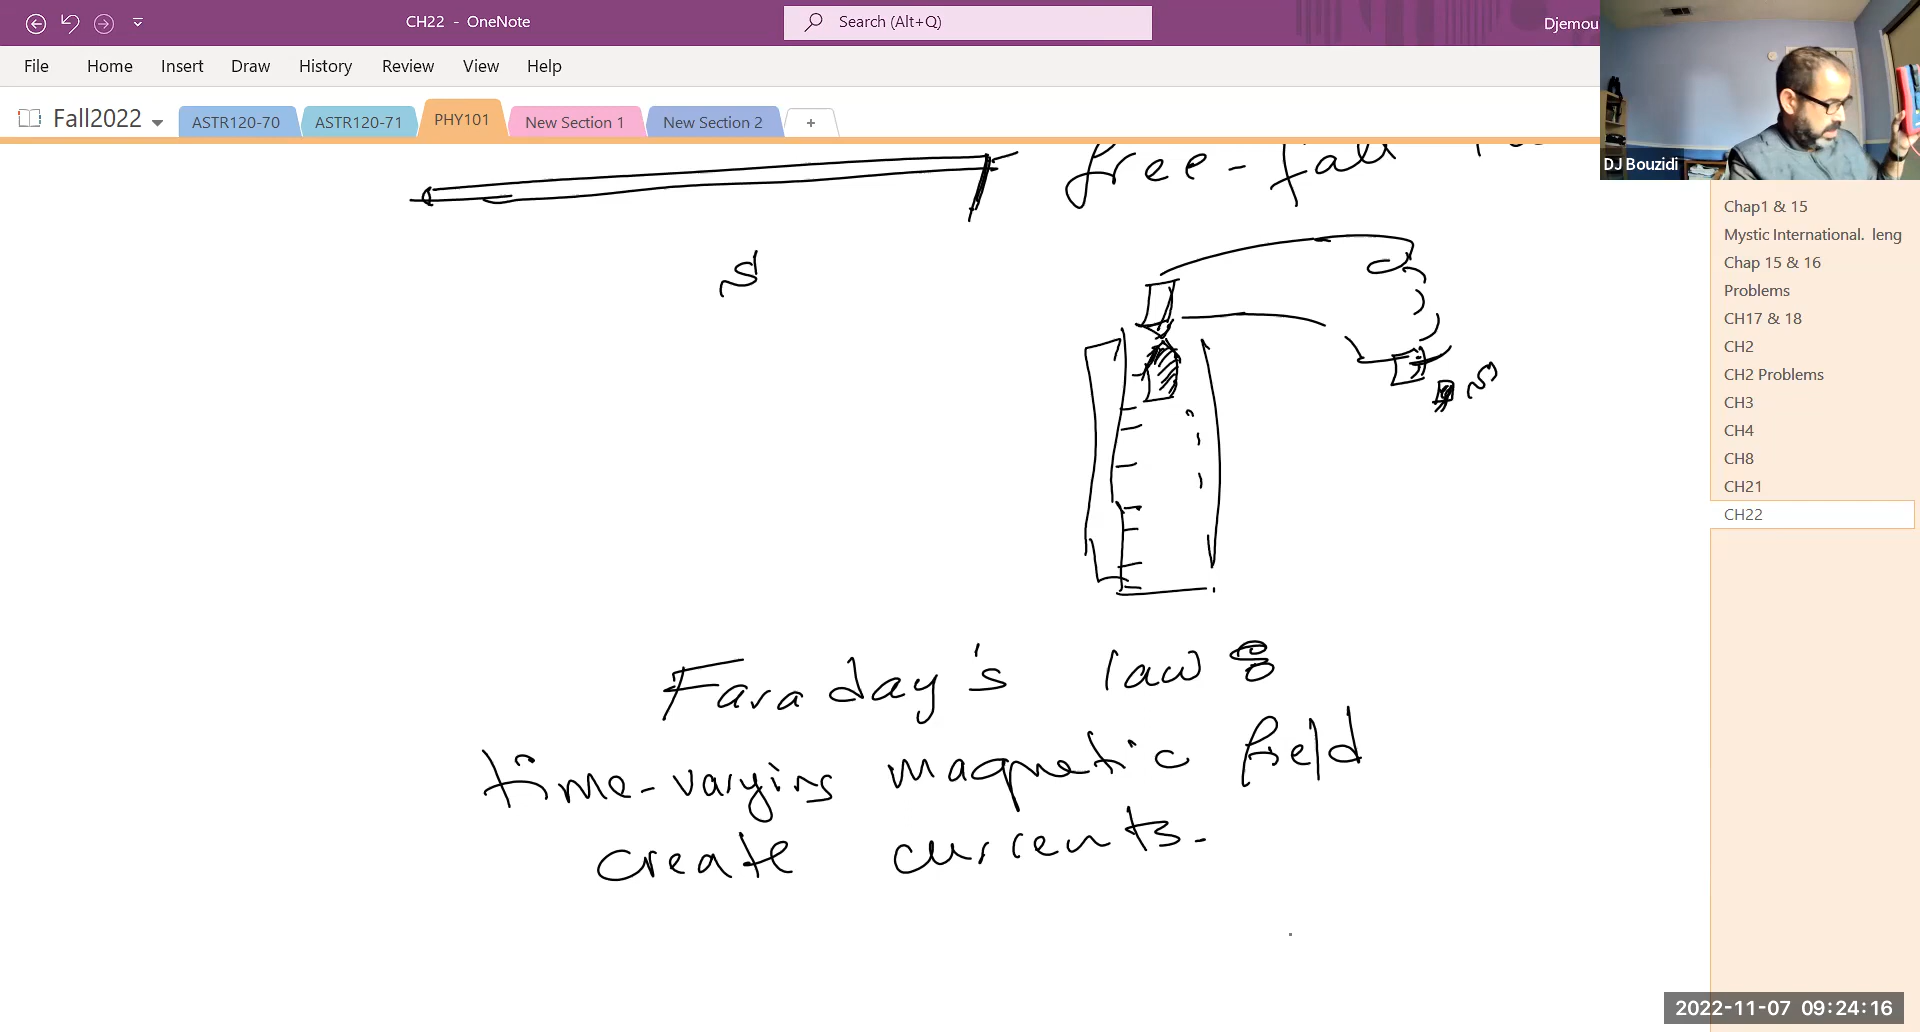 CH22 - OneNote
Search (Alt+Q)
Djemou
File Home Insert Draw History Review View Help
Fall2022
ASTR120-70
ASTR120-71
PHY101
New Section 1
New Section 2
+
DJ Bouzidi
free-fall
Faraday's law:
time-varying magnetic field
create currents.
Chap1 & 15
Mystic International. leng
Chap 15 & 16
Problems
CH17 & 18
CH2
CH2 Problems
CH3
CH4
CH8
CH21
CH22
2022-11-07 09:24:16